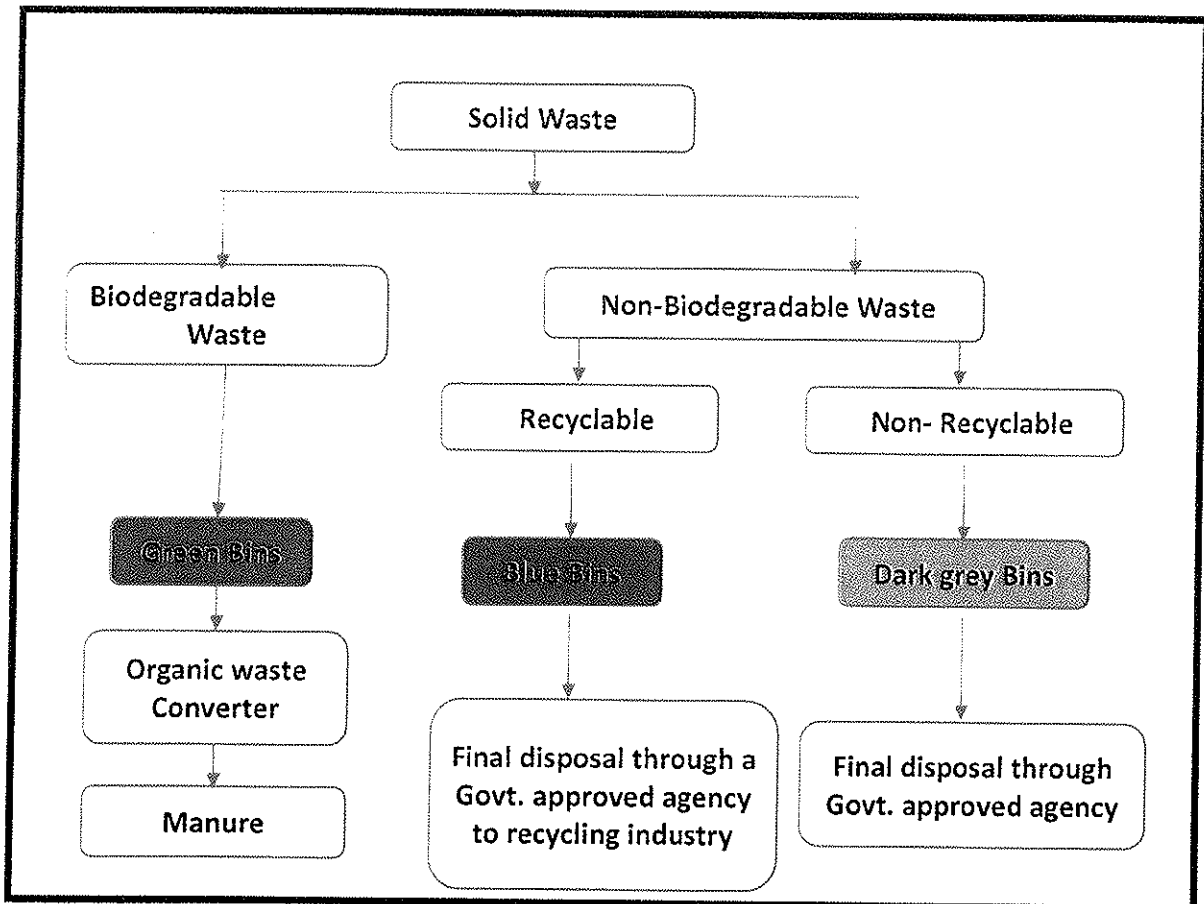 Solid Waste
Biodegradable
Waste
Non-Biodegradable Waste
Recyclable
Non- Recyclable
Green Bins
Blue Bins
Dark grey Bins
Organic waste
Converter
Manure
Final disposal through a
Govt. approved agency
to recycling industry
Final disposal through
Govt. approved agency